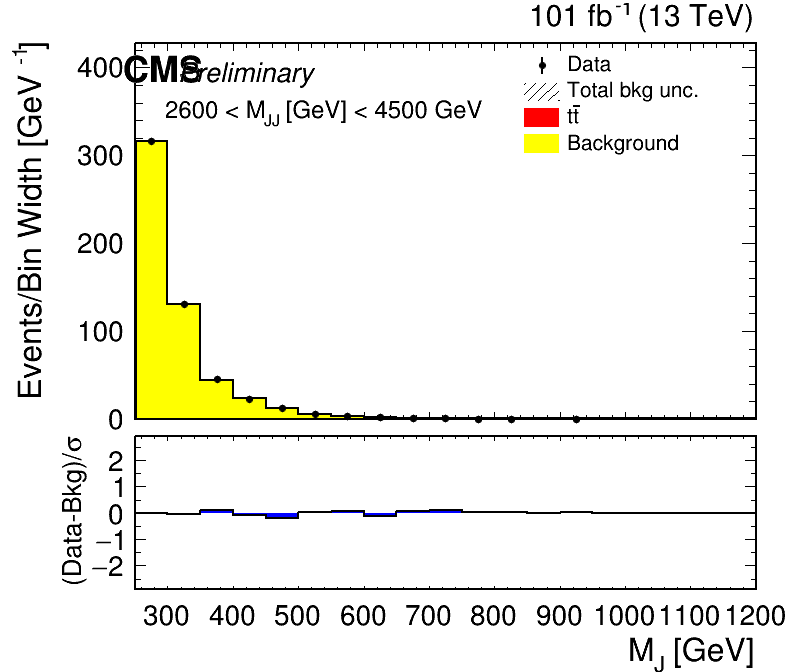 101 fb⁻¹ (13 TeV)
CMS Preliminary
2600 < M_JJ [GeV] < 4500 GeV
Data
Total bkg unc.
tt̄
Background
Events/Bin Width [GeV⁻¹]
400
300
200
100
0
(Data-Bkg)/σ
2
1
0
−1
−2
300 400 500 600 700 800 900 1000 1100 1200
M_J [GeV]